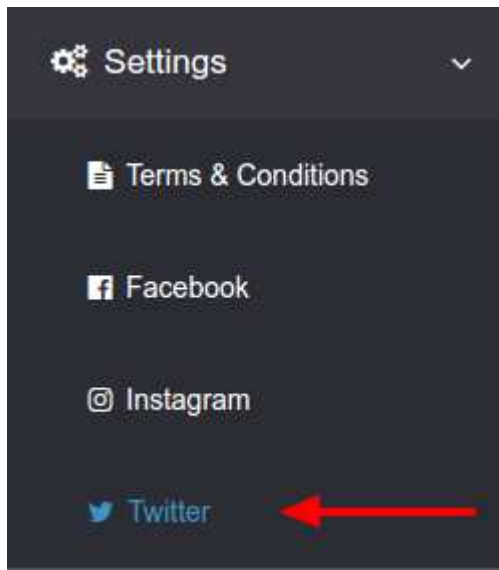 Settings
Terms & Conditions
Facebook
Instagram
Twitter